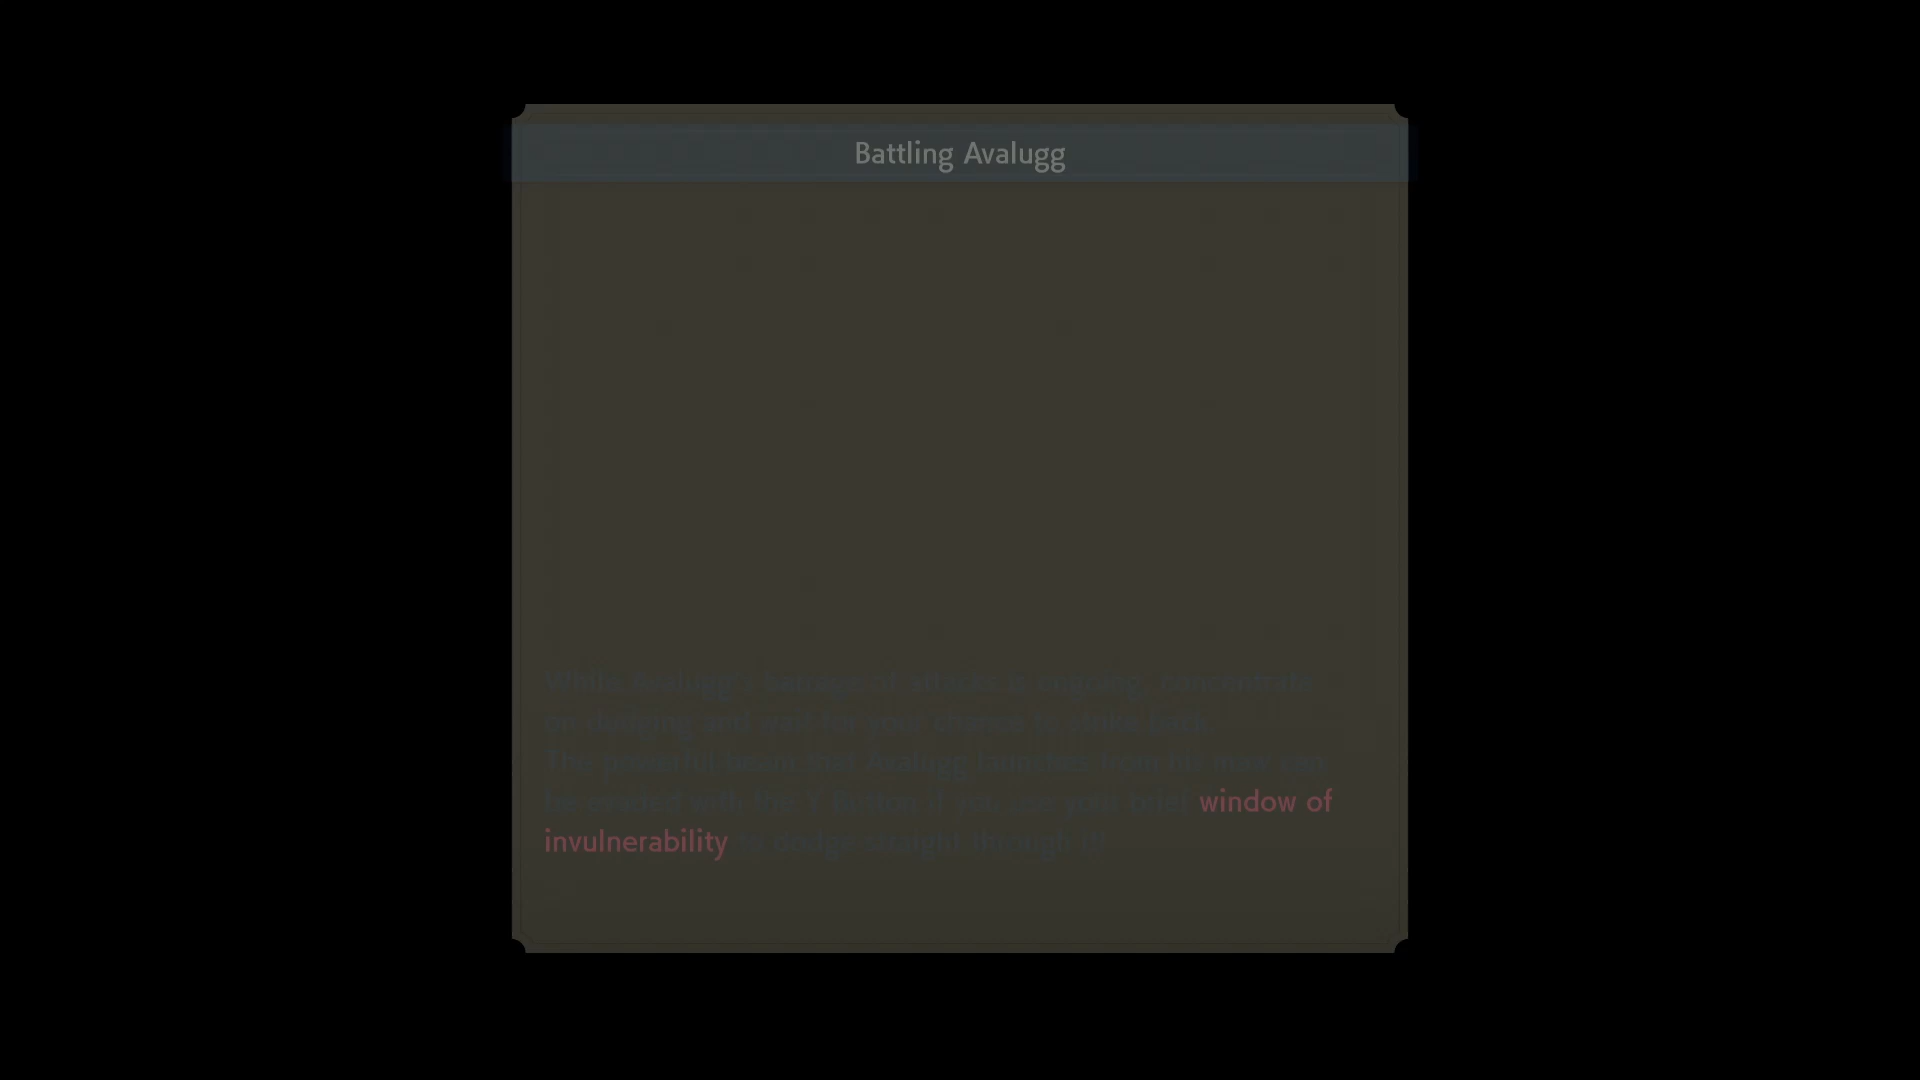 Battling Avalugg
While Avalugg's barrage of attacks is ongoing, concentrate
on dodging and wait for your chance to strike back.
The powerful beam that Avalugg launches from his maw can
be evaded with the Y Button if you use your brief window of
invulnerability to dodge straight through it!